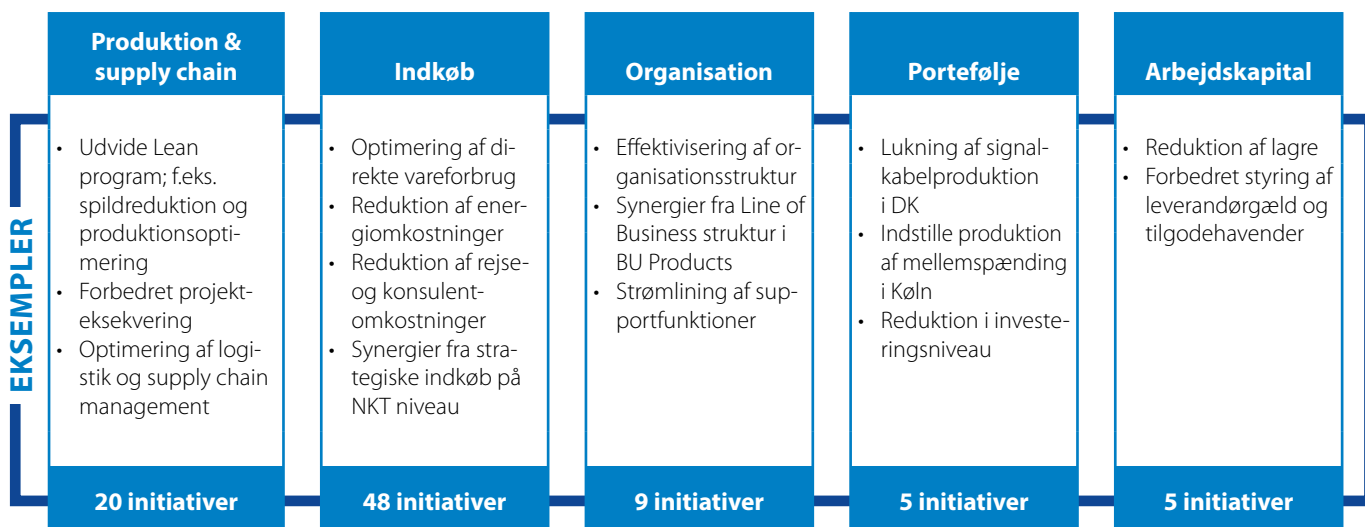 EKSEMPLER
Produktion &
supply chain
• Udvide Lean
program; f.eks.
spildreduktion og
produktionsopti-
mering
• Forbedret projekt-
eksekvering
• Optimering af logi-
stik og supply chain
management
20 initiativer
Indkøb
• Optimering af di-
rekte vareforbrug
• Reduktion af ener-
giomkostninger
• Reduktion af rejse-
og konsulent-
omkostninger
• Synergier fra stra-
tegiske indkøb på
NKT niveau
48 initiativer
Organisation
• Effektivisering af or-
ganisationsstruktur
• Synergier fra Line of
Business struktur i
BU Products
• Strømlining af sup-
portfunktioner
9 initiativer
Portefølje
• Lukning af signal-
kabelproduktion
i DK
• Indstille produktion
af mellemspænding
i Køln
• Reduktion i investe-
ringsniveau
5 initiativer
Arbejdskapital
• Reduktion af lagre
• Forbedret styring af
leverandørgæld og
tilgodehavender
5 initiativer